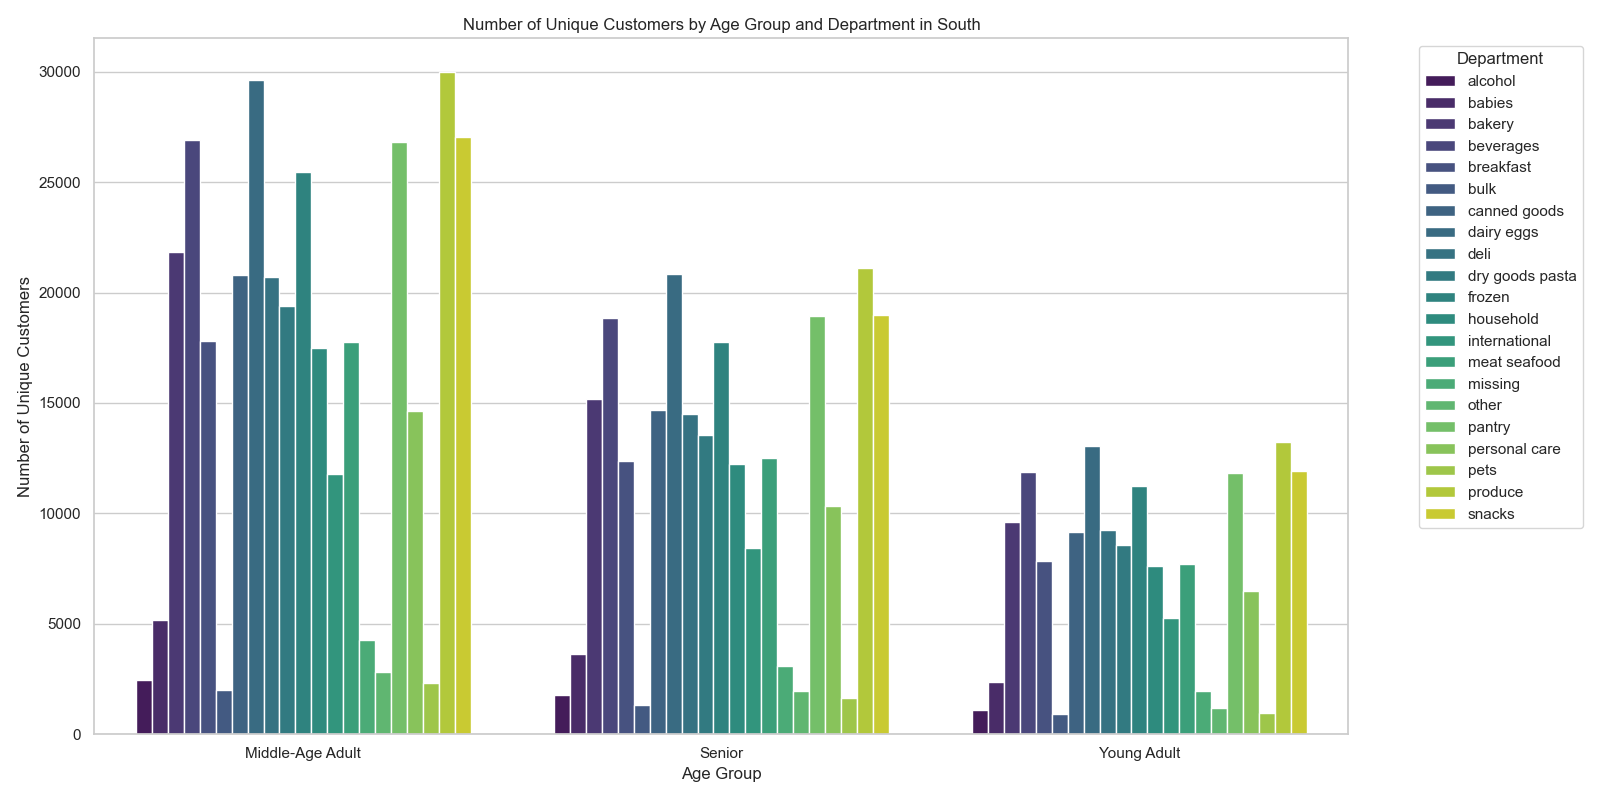 Number of Unique Customers by Age Group and Department in South
Number of Unique Customers
30000
25000
20000
15000
10000
5000
0
Middle-Age Adult
Senior
Young Adult
Age Group
Department
alcohol
babies
bakery
beverages
breakfast
bulk
canned goods
dairy eggs
deli
dry goods pasta
frozen
household
international
meat seafood
missing
other
pantry
personal care
pets
produce
snacks